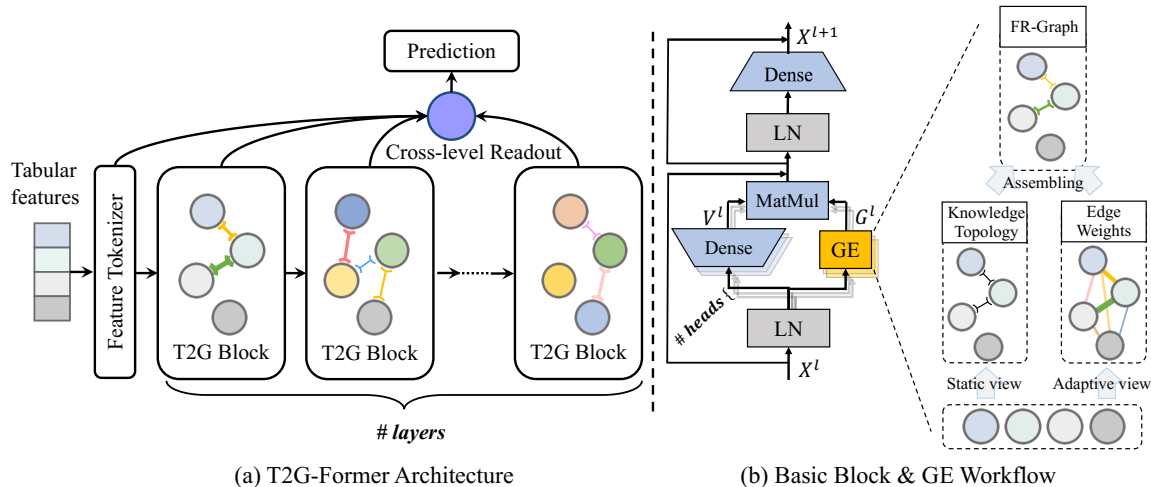 Prediction
Cross-level Readout
Tabular
features
Feature Tokenizer
T2G Block
T2G Block
T2G Block
# layers
(a) T2G-Former Architecture
X^{l+1}
Dense
LN
MatMul
V^l
G^l
Dense
GE
# heads {
LN
X^l
FR-Graph
Assembling
Knowledge
Topology
Edge
Weights
Static view
Adaptive view
(b) Basic Block & GE Workflow